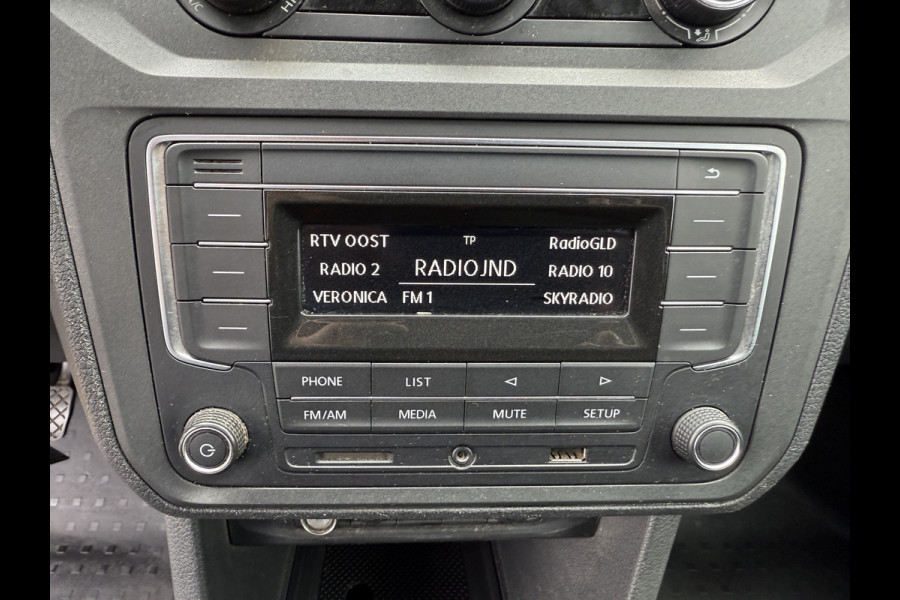 A/C
HI
RTV OOST TP RadioGLD
RADIO 2 RADIOJND RADIO 10
VERONICA FM 1 SKYRADIO
PHONE LIST
FM/AM MEDIA MUTE SETUP